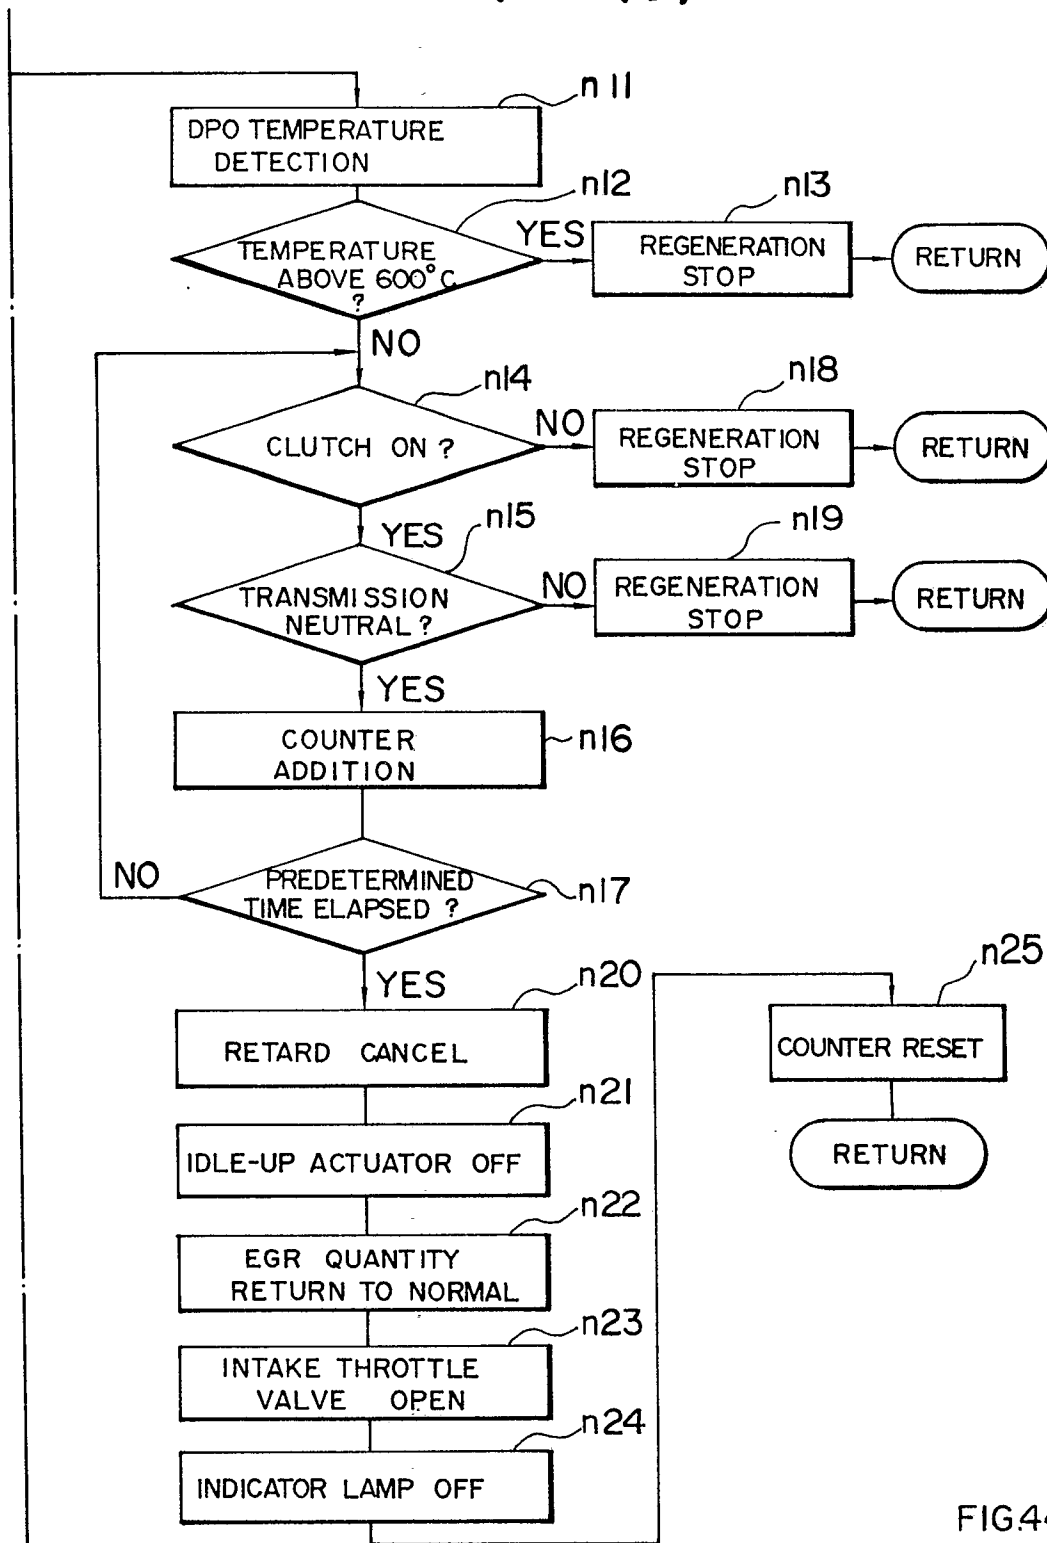 n11
DPO TEMPERATURE
DETECTION
n12
TEMPERATURE
ABOVE 600°C
?
YES
n13
REGENERATION
STOP
RETURN
NO
n14
CLUTCH ON ?
NO
n18
REGENERATION
STOP
RETURN
YES
n15
TRANSMISSION
NEUTRAL ?
NO
n19
REGENERATION
STOP
RETURN
YES
COUNTER
ADDITION
n16
NO
PREDETERMINED
TIME ELAPSED ?
n17
YES
n20
RETARD CANCEL
n21
IDLE-UP ACTUATOR OFF
n22
EGR QUANTITY
RETURN TO NORMAL
n23
INTAKE THROTTLE
VALVE OPEN
n24
INDICATOR LAMP OFF
n25
COUNTER RESET
RETURN